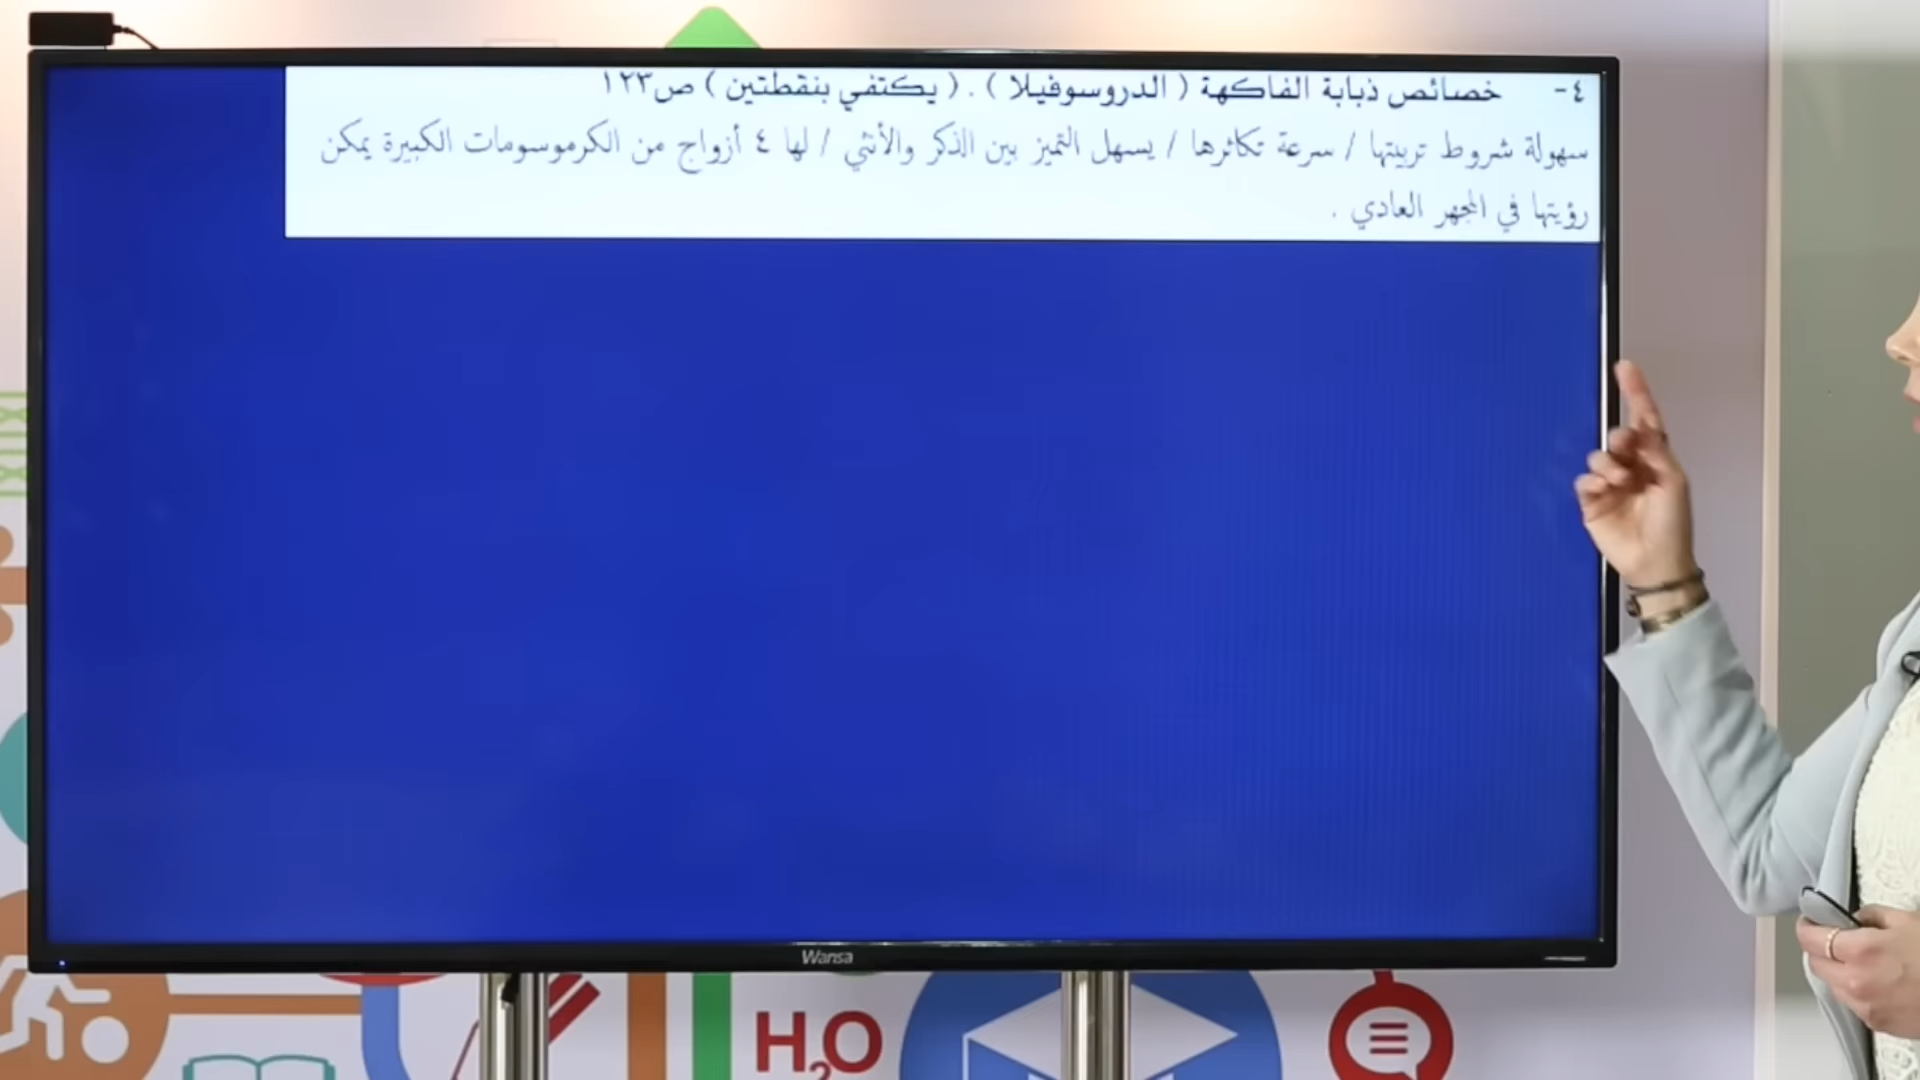 ٤- خصائص ذبابة الفاكهة ( الدروسوفيلا ) . ( يكتفي بنقطتين ) ص١٢٣
سهولة شروط تربيتها / سرعة تكاثرها / يسهل التميز بين الذكر والأنثي / لها ٤ أزواج من الكرموسومات الكبيرة يمكن
رؤيتها في المجهر العادي .
Wansa
H₂O